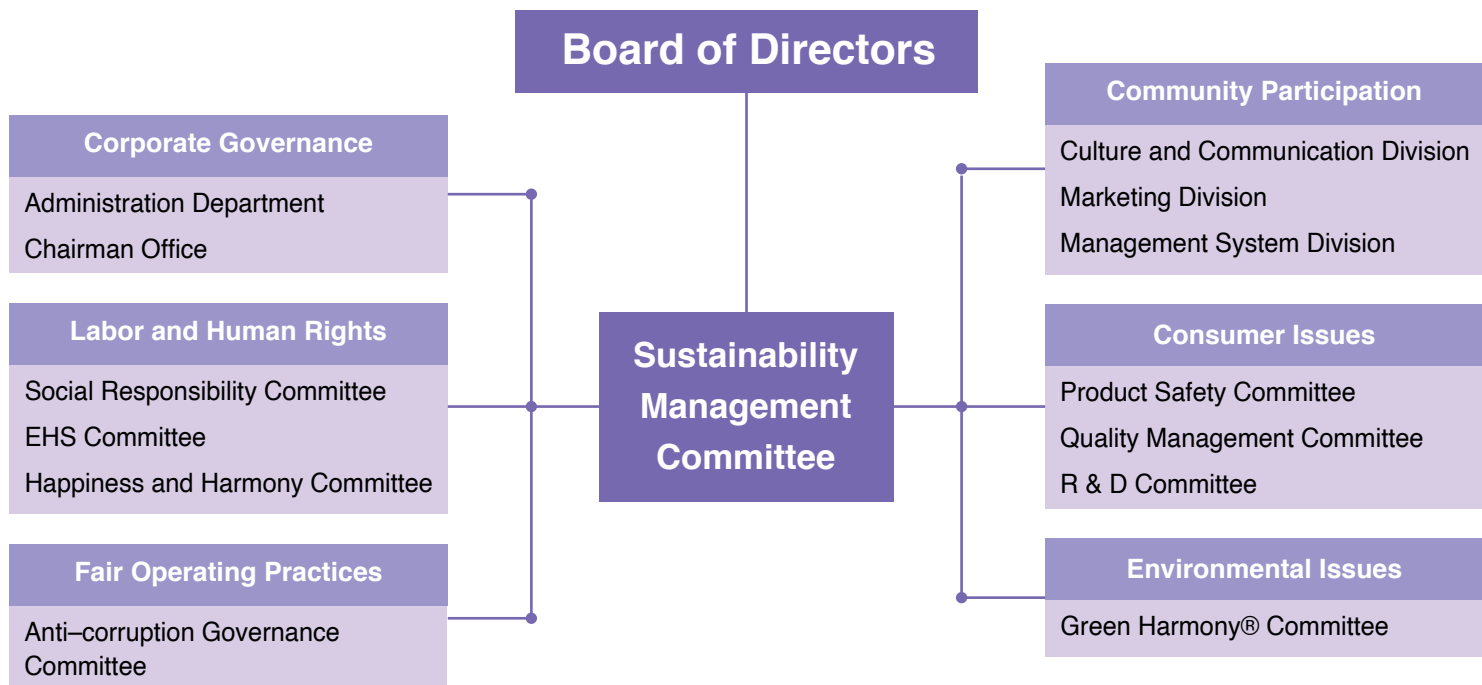 Board of Directors
Corporate Governance
Administration Department
Chairman Office
Labor and Human Rights
Social Responsibility Committee
EHS Committee
Happiness and Harmony Committee
Fair Operating Practices
Anti–corruption Governance
Committee
Sustainability
Management
Committee
Community Participation
Culture and Communication Division
Marketing Division
Management System Division
Consumer Issues
Product Safety Committee
Quality Management Committee
R & D Committee
Environmental Issues
Green Harmony® Committee